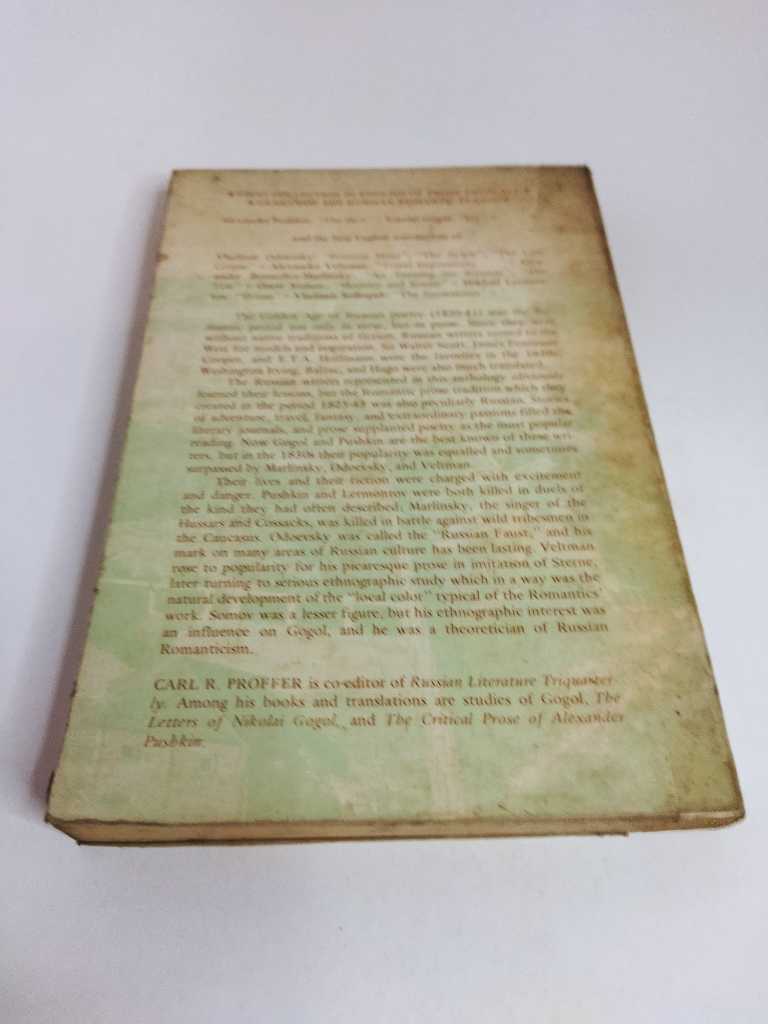 and the first English translations of
The Golden Age of Russian poetry (1820-41) was the Ro-
mantic period not only in verse, but in prose. Since they were
without native traditions of fiction, Russian writers turned to the
West for models and inspiration. Sir Walter Scott, James Fenimore
Cooper, and E.T.A. Hoffmann were the favorites in the
Washington Irving, Balzac, and Hugo were also much translated.
The Russian writers represented in this anthology obviously
learned their lessons, but the Romantic prose tradition which they
created in the period 1825-43 was also peculiarly Russian. Stories
of adventure, travel, fantasy, and extraordinary passions filled the
literary journals, and prose supplanted poetry as the most popular
reading. Now Gogol and Pushkin are the best known of these wri-
ters, but in the 1830s their popularity was equalled and sometimes
surpassed by Marlinsky, Odoevsky, and Veltman.
Their lives and their fiction were charged with excitement
and danger. Pushkin and Lermontov were both killed in duels of
the kind they had often described; Marlinsky, the singer of the
Hussars and Cossacks, was killed in battle against wild tribesmen in
the Caucasus. Odoevsky was called the "Russian Faust," and his
mark on many areas of Russian culture has been lasting. Veltman
rose to popularity for his picaresque prose in imitation of Sterne,
later turning to serious ethnographic study which in a way was the
natural development of the "local color" typical of the Romantics'
work. Somov was a lesser figure, but his ethnographic interest was
an influence on Gogol, and he was a theoretician of Russian
Romanticism.
CARL R. PROFFER is co-editor of Russian Literature Triquarter-
ly. Among his books and translations are studies of Gogol, The
Letters of Nikolai Gogol, and The Critical Prose of Alexander
Pushkin.